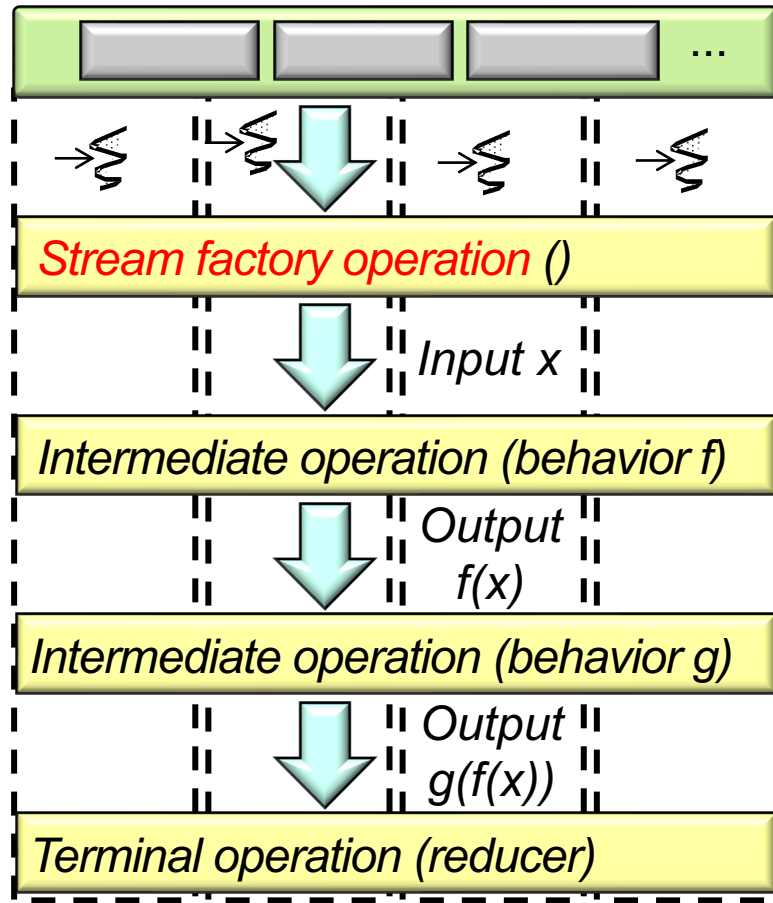 ...
Stream factory operation ()
Input x
Intermediate operation (behavior f)
Output
f(x)
Intermediate operation (behavior g)
Output
g(f(x))
Terminal operation (reducer)